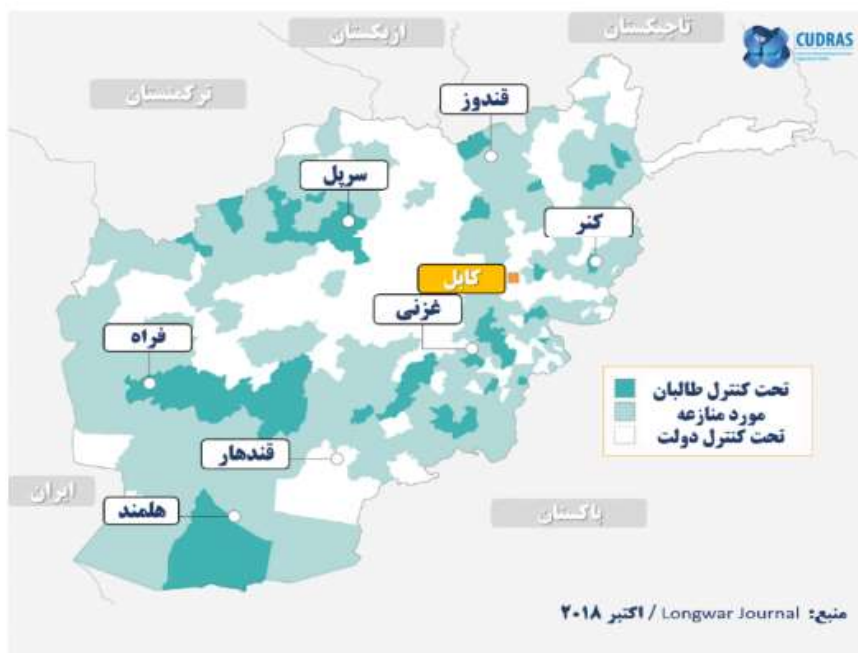 تاجیکستان
ازبکستان
ترکمنستان
CUDRAS
قندوز
سرپل
کنر
کابل
غزنی
فراه
تحت کنترل طالبان
مورد منازعه
تحت کنترل دولت
قندهار
ایران
هلمند
پاکستان
منبع: Longwar Journal / اکتبر ۲۰۱۸